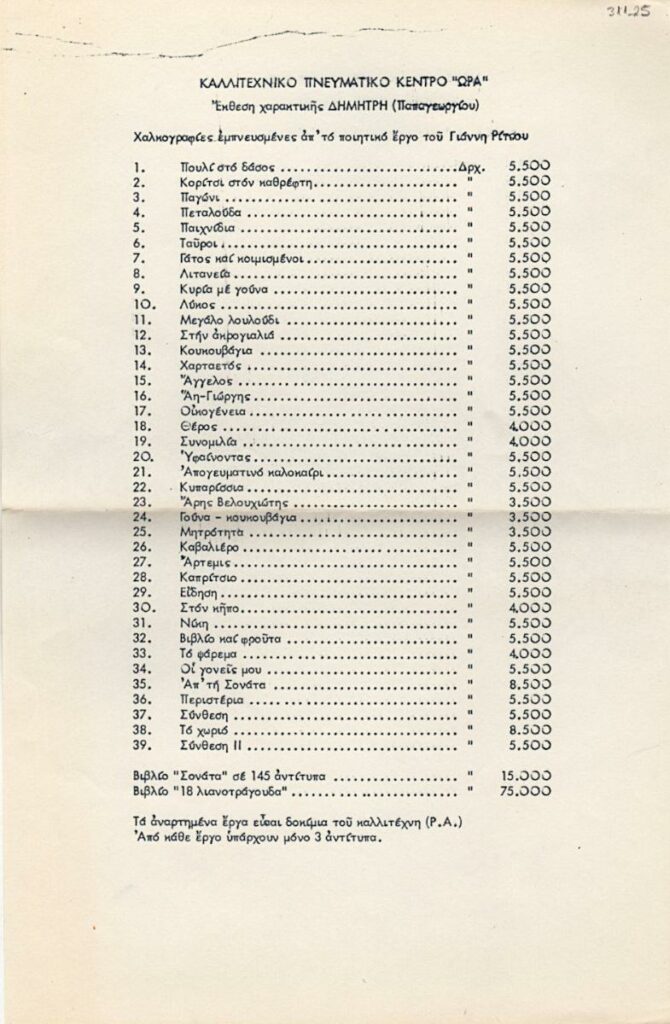 311.25
ΚΑΛΛΙΤΕΧΝΙΚΟ ΠΝΕΥΜΑΤΙΚΟ ΚΕΝΤΡΟ "ΩΡΑ"
Ἔκθεση χαρακτικῆς ΔΗΜΗΤΡΗ (Παπαγεωργίου)
Χαλκογραφίες ἐμπνευσμένες ἀπ'τό ποιητικό ἔργο τοῦ Γιάννη Ρίτσου
1. Πουλί στό δάσος ........................Δρχ. 5.500
2. Κορίτσι στόν καθρέφτη........................ " 5.500
3. Παγώνι ........................ " 5.500
4. Πεταλούδα ........................ " 5.500
5. Παιχνίδια ........................ " 5.500
6. Ταῦροι ........................ " 5.500
7. Γάτος καί κοιμισμένοι ........................ " 5.500
8. Λιτανεία ........................ " 5.500
9. Κυρία μέ γούνα ........................ " 5.500
10. Λύκος ........................ " 5.500
11. Μεγάλο λουλούδι ........................ " 5.500
12. Στήν ἀκρογιαλιά ........................ " 5.500
13. Κουκουβάγια ........................ " 5.500
14. Χαρταετός ........................ " 5.500
15. Ἄγγελος ........................ " 5.500
16. Ἅη-Γιώργης ........................ " 5.500
17. Οἰκογένεια ........................ " 5.500
18. Θέρος ........................ " 4.000
19. Συνομιλία ........................ " 4.000
20. Ὑφαίνοντας ........................ " 5.500
21. Ἀπογευματινό καλοκαίρι ........................ " 5.500
22. Κυπαρίσσια ........................ " 5.500
23. Ἄρης Βελουχιώτης ........................ " 3.500
24. Γούνα - κουκουβάγια ........................ " 3.500
25. Μητρότητα ........................ " 3.500
26. Καβαλιέρο ........................ " 5.500
27. Ἄρτεμις ........................ " 5.500
28. Καπρίτσιο ........................ " 5.500
29. Εἴδηση ........................ " 5.500
30. Στόν κῆπο ........................ " 4.000
31. Νίκη ........................ " 5.500
32. Βιβλίο καί φροῦτα ........................ " 5.500
33. Τό ψάρεμα ........................ " 4.000
34. Οἱ γονεῖς μου ........................ " 5.500
35. Ἀπ'τή Σονάτα ........................ " 8.500
36. Περιστέρια ........................ " 5.500
37. Σύνθεση ........................ " 5.500
38. Τό χωριό ........................ " 8.500
39. Σύνθεση ΙΙ ........................ " 5.500
Βιβλίο "Σονάτα" σέ 145 ἀντίτυπα ........................ " 15.000
Βιβλίο "18 λιανοτράγουδα" ........................ " 75.000
Τά ἀναρτημένα ἔργα εἶναι δοκίμια τοῦ καλλιτέχνη (P.A.)
Ἀπό κάθε ἔργο ὑπάρχουν μόνο 3 ἀντίτυπα.